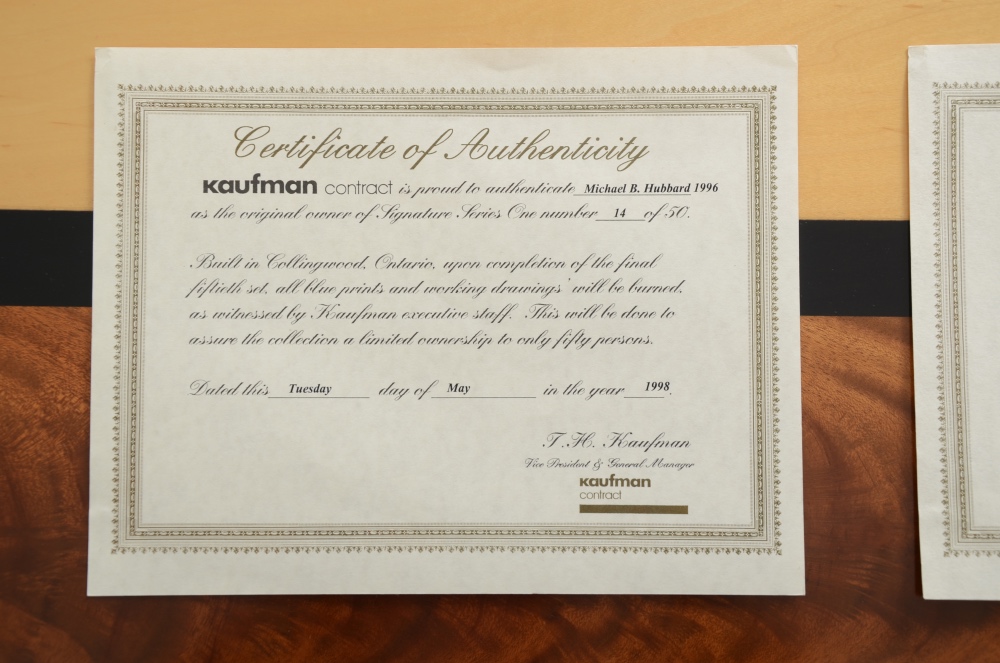 Certificate of Authenticity
kaufman contract is proud to authenticate Michael B. Hubbard 1996
as the original owner of Signature Series One number 14 of 50.
Built in Collingwood, Ontario, upon completion of the final
fiftieth set, all blue prints and working drawings' will be burned,
as witnessed by Kaufman executive staff. This will be done to
assure the collection a limited ownership to only fifty persons.
Dated this Tuesday day of May in the year 1998.
T. H. Kaufman
Vice President & General Manager
kaufman
contract